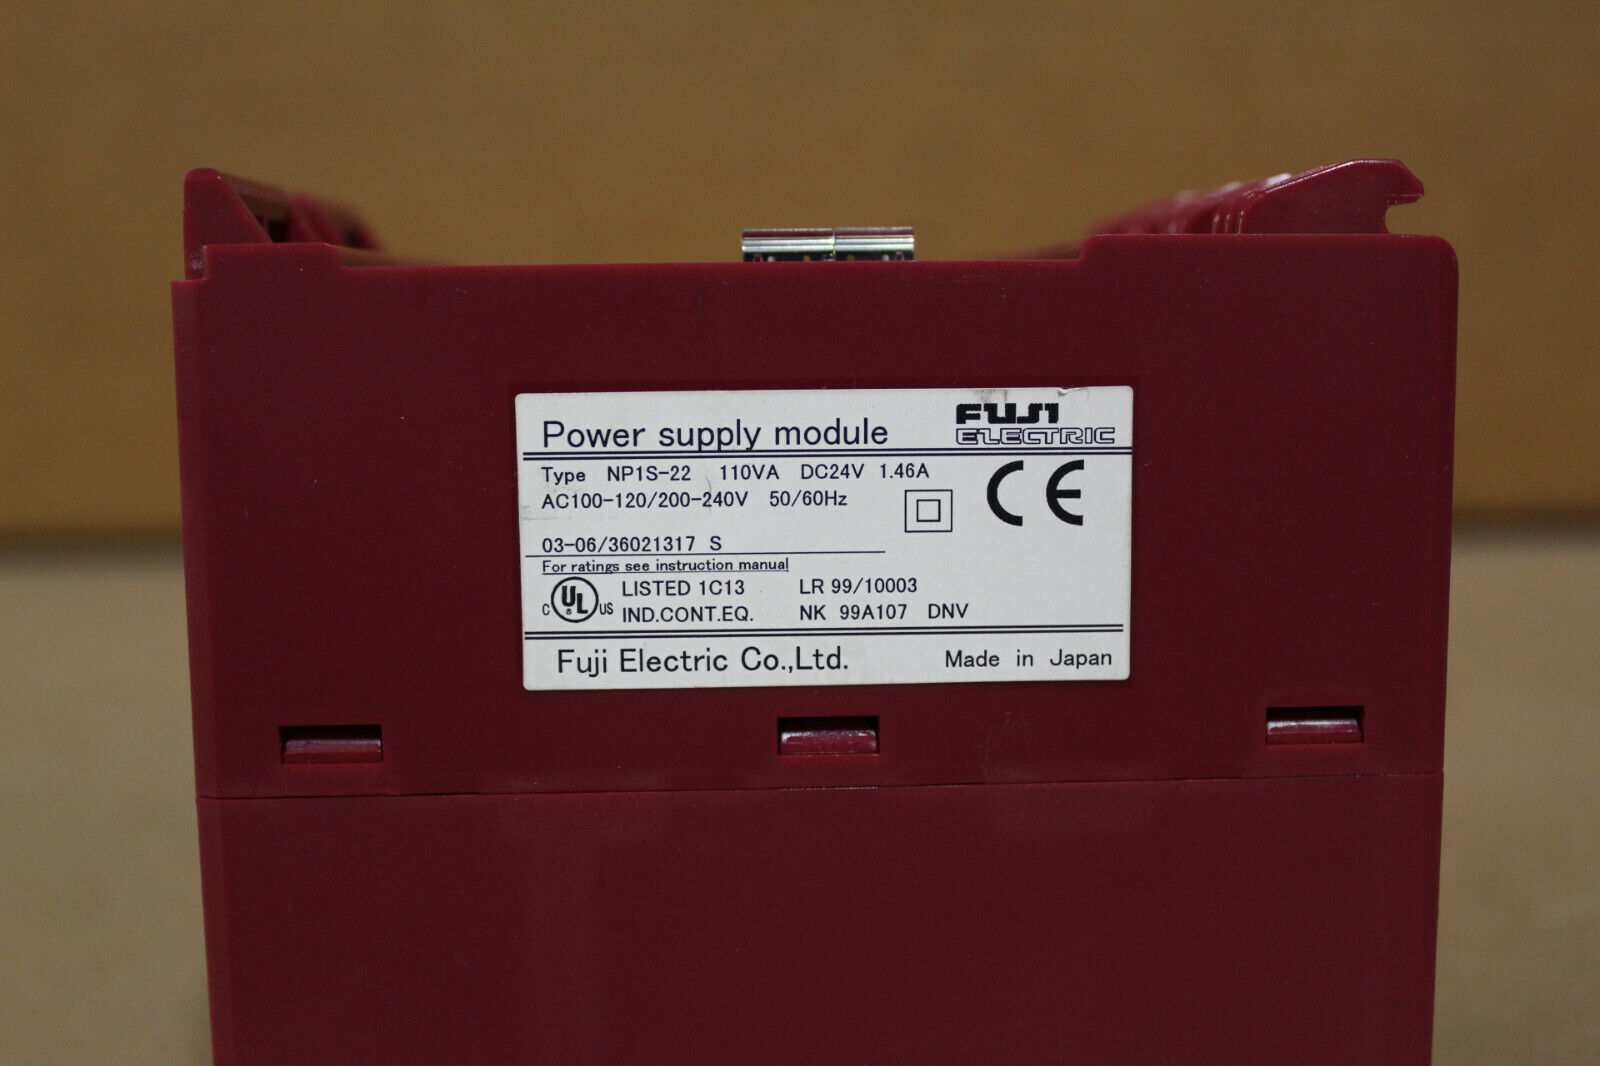 Power supply module
FUJI
ELECTRIC
Type NP1S-22 110VA DC24V 1.46A
AC100-120/200-240V 50/60Hz
CE
03-06/36021317 S
For ratings see instruction manual
C UL ® US LISTED 1C13 LR 99/10003
IND.CONT.EQ. NK 99A107 DNV
Fuji Electric Co.,Ltd. Made in Japan